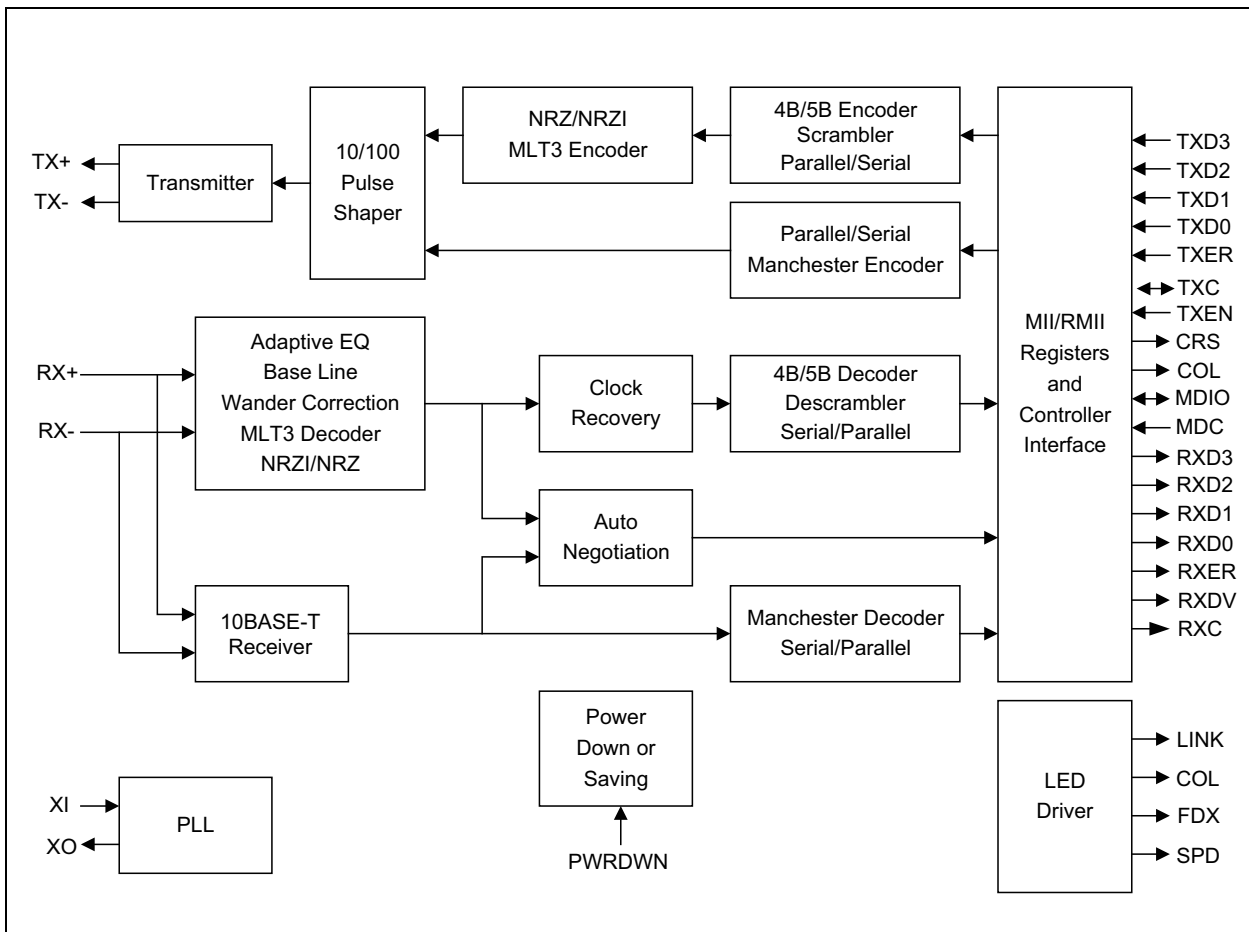 TX+
TX-
Transmitter
10/100
Pulse
Shaper
NRZ/NRZI
MLT3 Encoder
4B/5B Encoder
Scrambler
Parallel/Serial
Parallel/Serial
Manchester Encoder
RX+
RX-
Adaptive EQ
Base Line
Wander Correction
MLT3 Decoder
NRZI/NRZ
Clock
Recovery
4B/5B Decoder
Descrambler
Serial/Parallel
Auto
Negotiation
10BASE-T
Receiver
Manchester Decoder
Serial/Parallel
MII/RMII
Registers
and
Controller
Interface
TXD3
TXD2
TXD1
TXD0
TXER
TXC
TXEN
CRS
COL
MDIO
MDC
RXD3
RXD2
RXD1
RXD0
RXER
RXDV
RXC
Power
Down or
Saving
PWRDWN
XI
XO
PLL
LED
Driver
LINK
COL
FDX
SPD